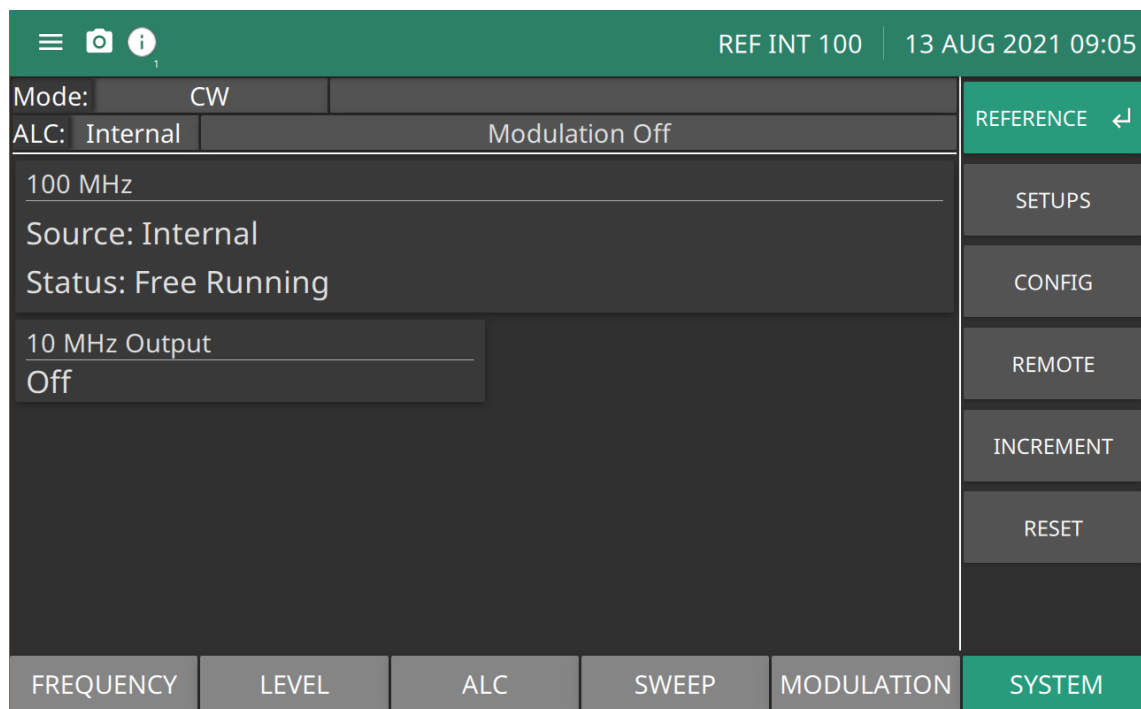 REF INT 100 13 AUG 2021 09:05
1
Mode: CW
ALC: Internal Modulation Off
100 MHz
Source: Internal
Status: Free Running
10 MHz Output
Off
REFERENCE
SETUPS
CONFIG
REMOTE
INCREMENT
RESET
FREQUENCY LEVEL ALC SWEEP MODULATION SYSTEM